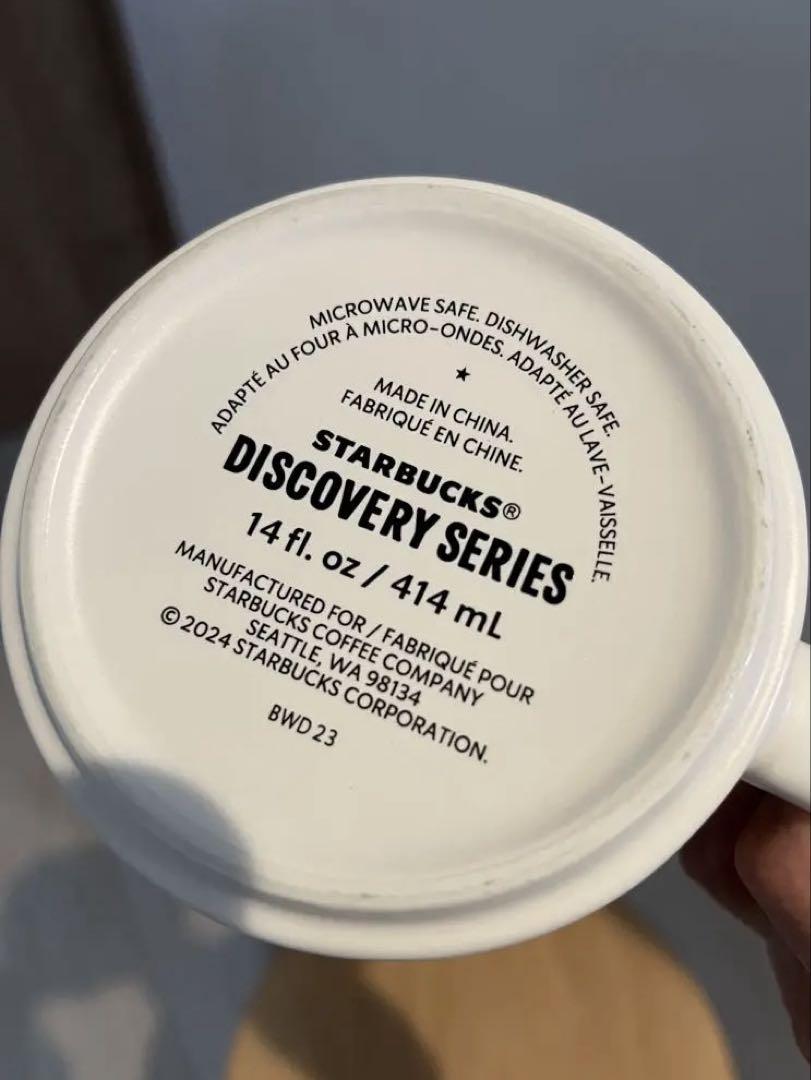 MICROWAVE SAFE. DISHWASHER SAFE.
ADAPTÉ AU FOUR À MICRO-ONDES. ADAPTÉ AU LAVE-VAISSELLE.
MADE IN CHINA.
FABRIQUÉ EN CHINE.
STARBUCKS®
DISCOVERY SERIES
14 fl. oz / 414 mL
MANUFACTURED FOR / FABRIQUÉ POUR
STARBUCKS COFFEE COMPANY
SEATTLE, WA 98134
© 2024 STARBUCKS CORPORATION.
BWD 23